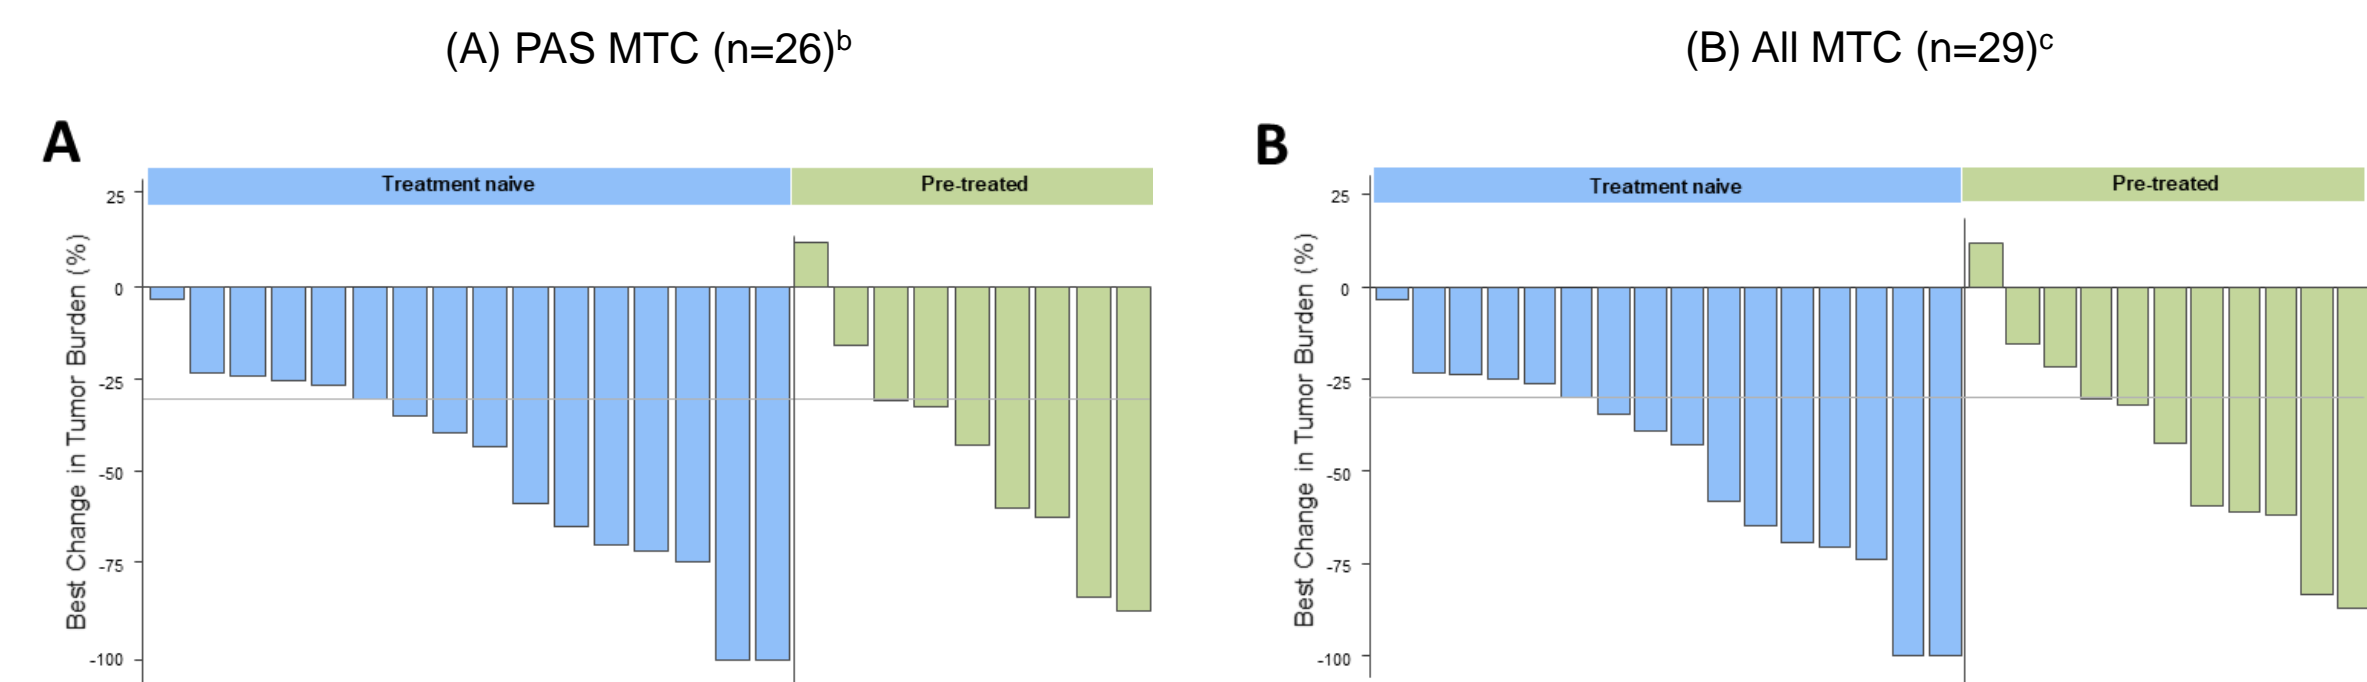 (A) PAS MTC (n=26)b
(B) All MTC (n=29)c
A
Treatment naive
Pre-treated
25
0
-25
-50
-75
-100
Best Change in Tumor Burden (%)
B
Treatment naive
Pre-treated
25
0
-25
-50
-75
-100
Best Change in Tumor Burden (%)